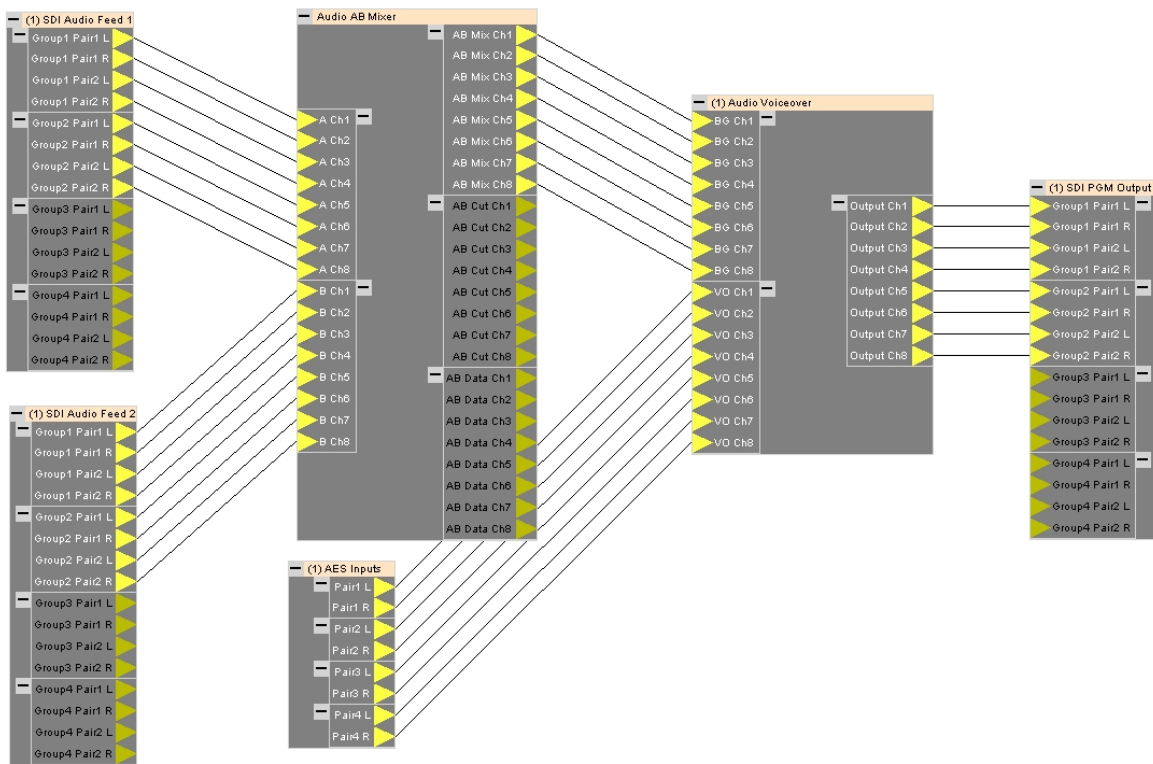 (1) SDI Audio Feed 1
Group1 Pair1 L
Group1 Pair1 R
Group1 Pair2 L
Group1 Pair2 R
Group2 Pair1 L
Group2 Pair1 R
Group2 Pair2 L
Group2 Pair2 R
Group3 Pair1 L
Group3 Pair1 R
Group3 Pair2 L
Group3 Pair2 R
Group4 Pair1 L
Group4 Pair1 R
Group4 Pair2 L
Group4 Pair2 R
(1) SDI Audio Feed 2
Group1 Pair1 L
Group1 Pair1 R
Group1 Pair2 L
Group1 Pair2 R
Group2 Pair1 L
Group2 Pair1 R
Group2 Pair2 L
Group2 Pair2 R
Group3 Pair1 L
Group3 Pair1 R
Group3 Pair2 L
Group3 Pair2 R
Group4 Pair1 L
Group4 Pair1 R
Group4 Pair2 L
Group4 Pair2 R
Audio AB Mixer
A Ch1
A Ch2
A Ch3
A Ch4
A Ch5
A Ch6
A Ch7
A Ch8
B Ch1
B Ch2
B Ch3
B Ch4
B Ch5
B Ch6
B Ch7
B Ch8
AB Mix Ch1
AB Mix Ch2
AB Mix Ch3
AB Mix Ch4
AB Mix Ch5
AB Mix Ch6
AB Mix Ch7
AB Mix Ch8
AB Cut Ch1
AB Cut Ch2
AB Cut Ch3
AB Cut Ch4
AB Cut Ch5
AB Cut Ch6
AB Cut Ch7
AB Cut Ch8
AB Data Ch1
AB Data Ch2
AB Data Ch3
AB Data Ch4
AB Data Ch5
AB Data Ch6
AB Data Ch7
AB Data Ch8
(1) AES Inputs
Pair1 L
Pair1 R
Pair2 L
Pair2 R
Pair3 L
Pair3 R
Pair4 L
Pair4 R
(1) Audio Voiceover
BG Ch1
BG Ch2
BG Ch3
BG Ch4
BG Ch5
BG Ch6
BG Ch7
BG Ch8
VO Ch1
VO Ch2
VO Ch3
VO Ch4
VO Ch5
VO Ch6
VO Ch7
VO Ch8
Output Ch1
Output Ch2
Output Ch3
Output Ch4
Output Ch5
Output Ch6
Output Ch7
Output Ch8
(1) SDI PGM Output
Group1 Pair1 L
Group1 Pair1 R
Group1 Pair2 L
Group1 Pair2 R
Group2 Pair1 L
Group2 Pair1 R
Group2 Pair2 L
Group2 Pair2 R
Group3 Pair1 L
Group3 Pair1 R
Group3 Pair2 L
Group3 Pair2 R
Group4 Pair1 L
Group4 Pair1 R
Group4 Pair2 L
Group4 Pair2 R